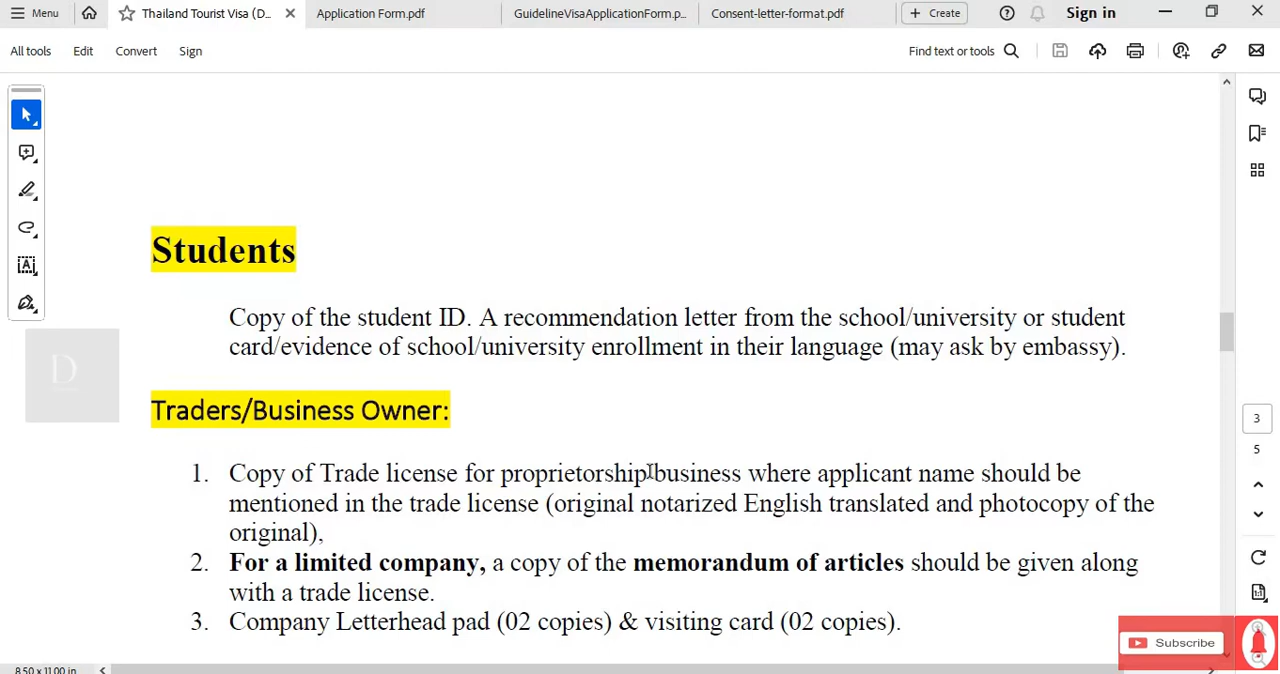 Menu
Thailand Tourist Visa (D...
Application Form.pdf
GuidelineVisaApplicationForm.p...
Consent-letter-format.pdf
+ Create
Sign in
All tools
Edit
Convert
Sign
Find text or tools
Students
Copy of the student ID. A recommendation letter from the school/university or student
card/evidence of school/university enrollment in their language (may ask by embassy).
D
Traders/Business Owner:
1. Copy of Trade license for proprietorship business where applicant name should be
mentioned in the trade license (original notarized English translated and photocopy of the
original),
2. For a limited company, a copy of the memorandum of articles should be given along
with a trade license.
3. Company Letterhead pad (02 copies) & visiting card (02 copies).
3
5
1:1
Subscribe
8.50 x 11.00 in